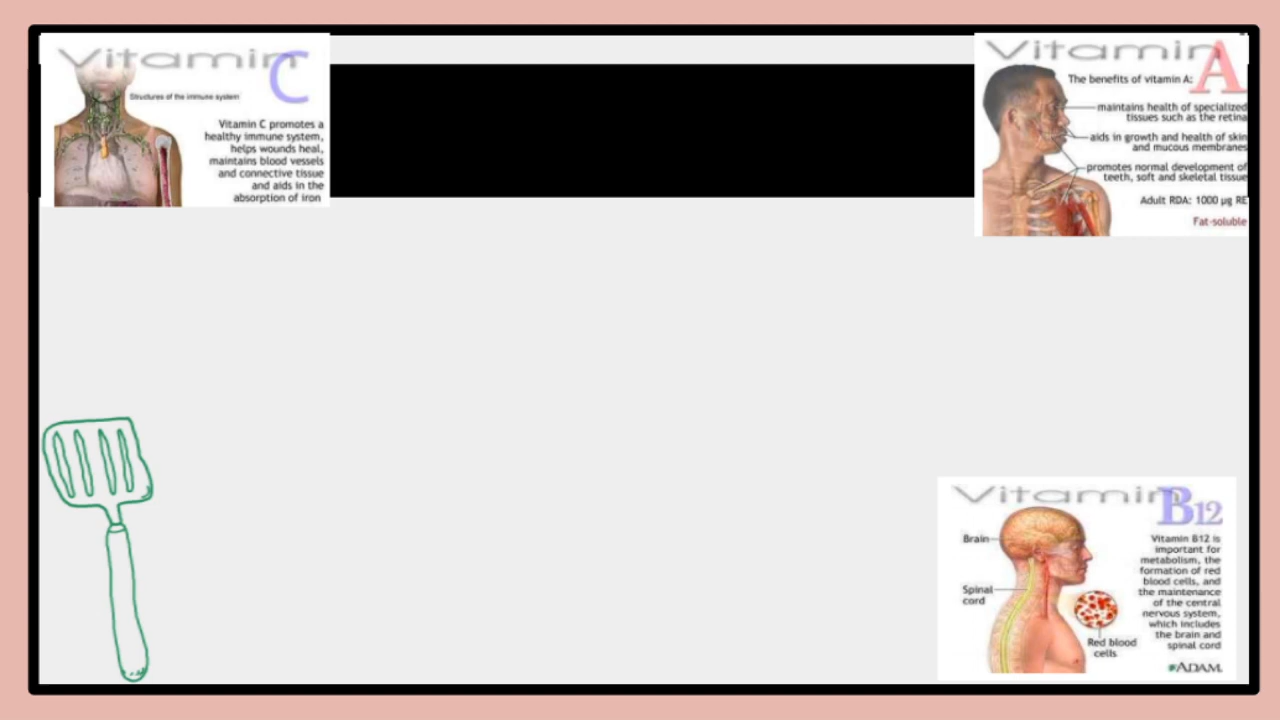 Vitamin C
Structures of the immune system
Vitamin C promotes a
healthy immune system,
helps wounds heal,
maintains blood vessels
and connective tissue
and aids in the
absorption of iron
Vitamin A
The benefits of vitamin A:
maintains health of specialized
tissues such as the retina
aids in growth and health of skin
and mucous membranes
promotes normal development of
teeth, soft and skeletal tissue
Adult RDA: 1000 µg RE
Fat-soluble
Vitamin B12
Brain
Spinal
cord
Red blood
cells
Vitamin B12 is
important for
metabolism, the
formation of red
blood cells, and
the maintenance
of the central
nervous system,
which includes
the brain and
spinal cord
ADAM.